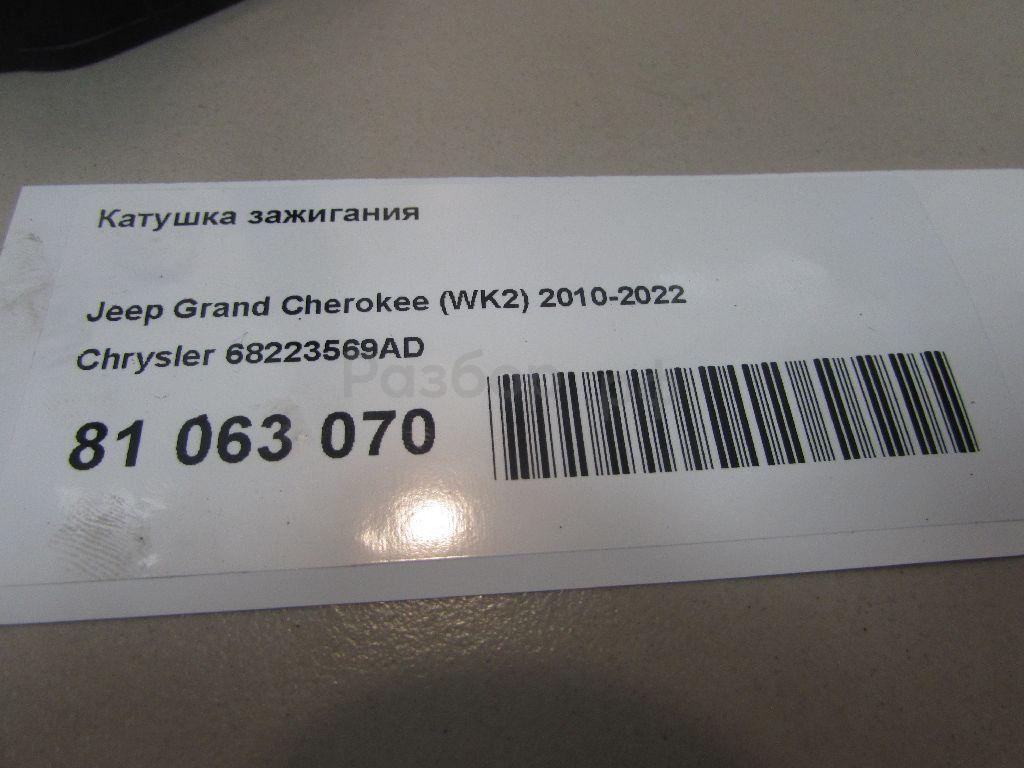 Катушка зажигания
Jeep Grand Cherokee (WK2) 2010-2022
Chrysler 68223569AD
81 063 070